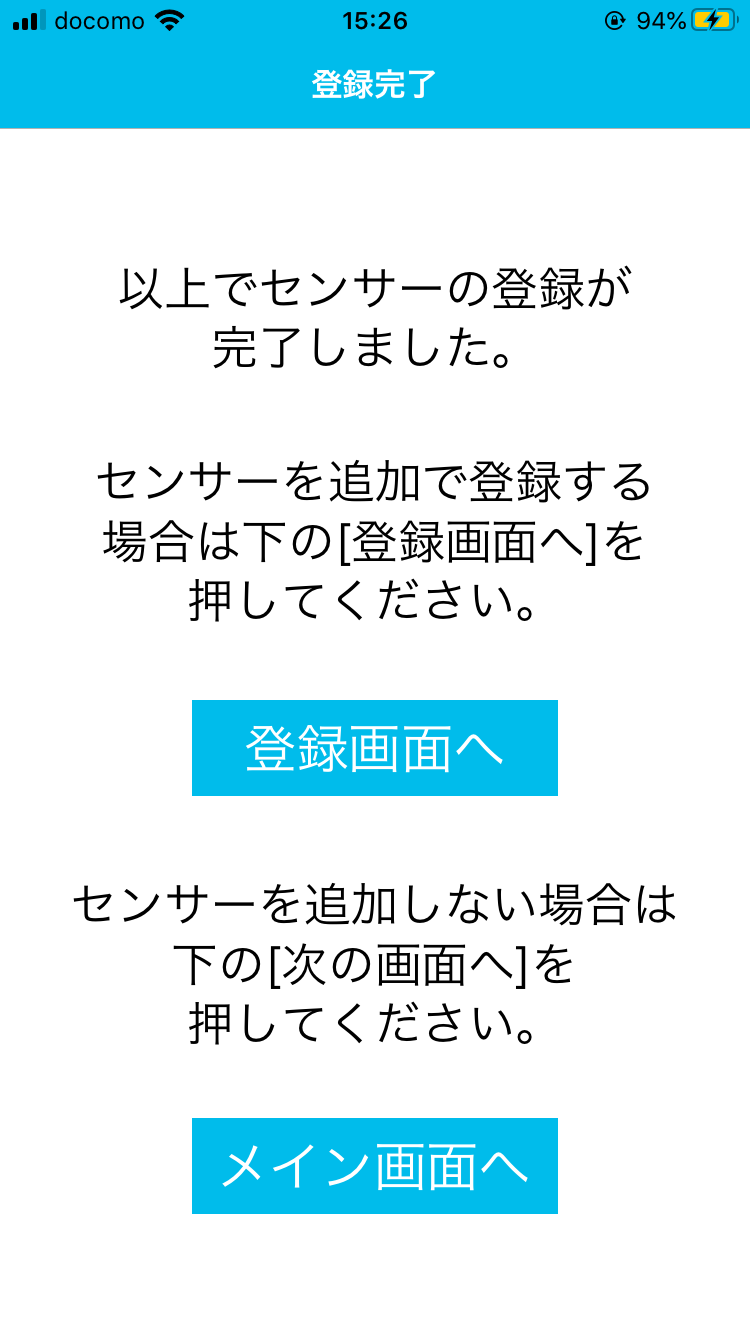 docomo 15:26 94%
登録完了
以上でセンサーの登録が
完了しました。
センサーを追加で登録する
場合は下の[登録画面へ]を
押してください。
登録画面へ
センサーを追加しない場合は
下の[次の画面へ]を
押してください。
メイン画面へ